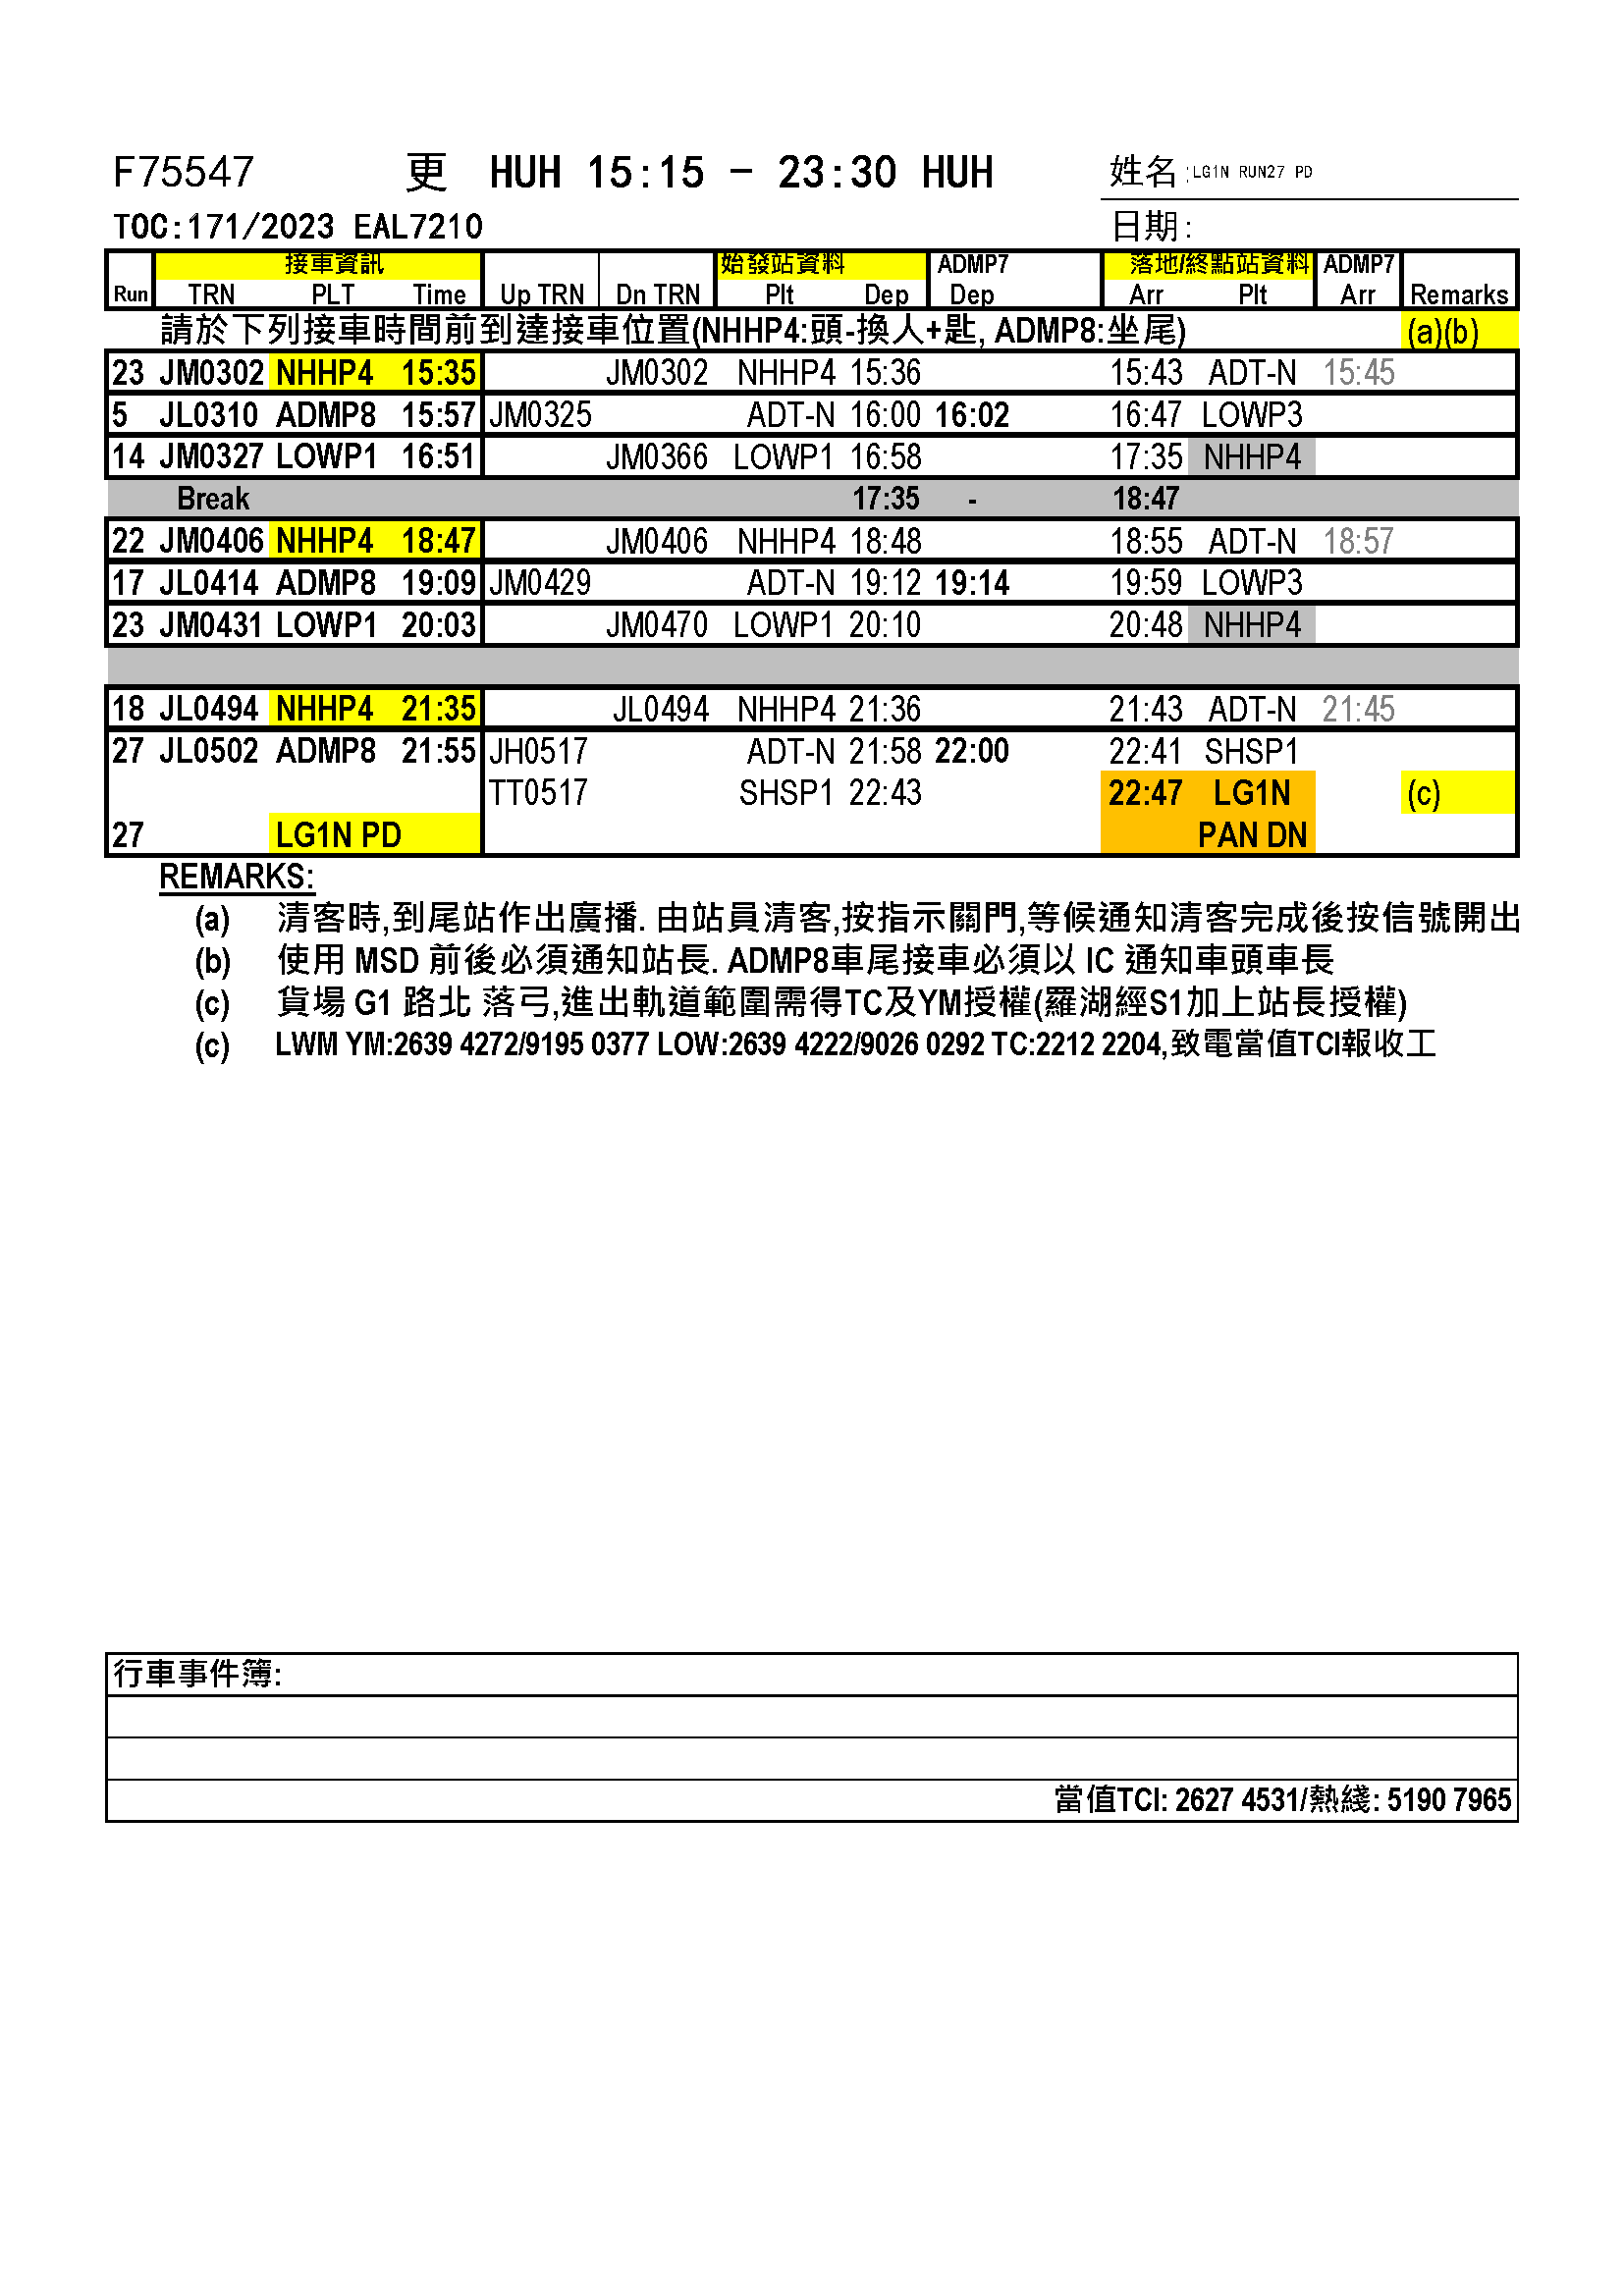 F75547 更 HUH 15:15 - 23:30 HUH 姓名:LG1N RUN27 PD
TOC:171/2023 EAL7210 日期:
接車資訊 始發站資料 ADMP7 落地/終點站資料 ADMP7
Run TRN PLT Time Up TRN Dn TRN Plt Dep Dep Arr Plt Arr Remarks
請於下列接車時間前到達接車位置(NHHP4:頭-換人+匙, ADMP8:坐尾) (a)(b)
23 JM0302 NHHP4 15:35 JM0302 NHHP4 15:36 15:43 ADT-N 15:45
5 JL0310 ADMP8 15:57 JM0325 ADT-N 16:00 16:02 16:47 LOWP3
14 JM0327 LOWP1 16:51 JM0366 LOWP1 16:58 17:35 NHHP4
Break 17:35 - 18:47
22 JM0406 NHHP4 18:47 JM0406 NHHP4 18:48 18:55 ADT-N 18:57
17 JL0414 ADMP8 19:09 JM0429 ADT-N 19:12 19:14 19:59 LOWP3
23 JM0431 LOWP1 20:03 JM0470 LOWP1 20:10 20:48 NHHP4
18 JL0494 NHHP4 21:35 JL0494 NHHP4 21:36 21:43 ADT-N 21:45
27 JL0502 ADMP8 21:55 JH0517 ADT-N 21:58 22:00 22:41 SHSP1
TT0517 SHSP1 22:43 22:47 LG1N (c)
27 LG1N PD PAN DN
REMARKS:
(a) 清客時,到尾站作出廣播. 由站員清客,按指示關門,等候通知清客完成後按信號開出
(b) 使用 MSD 前後必須通知站長. ADMP8車尾接車必須以 IC 通知車頭車長
(c) 貨場 G1 路北 落弓,進出軌道範圍需得TC及YM授權(羅湖經S1加上站長授權)
(c) LWM YM:2639 4272/9195 0377 LOW:2639 4222/9026 0292 TC:2212 2204,致電當值TCI報收工
行車事件簿:
當值TCI: 2627 4531/熱綫: 5190 7965